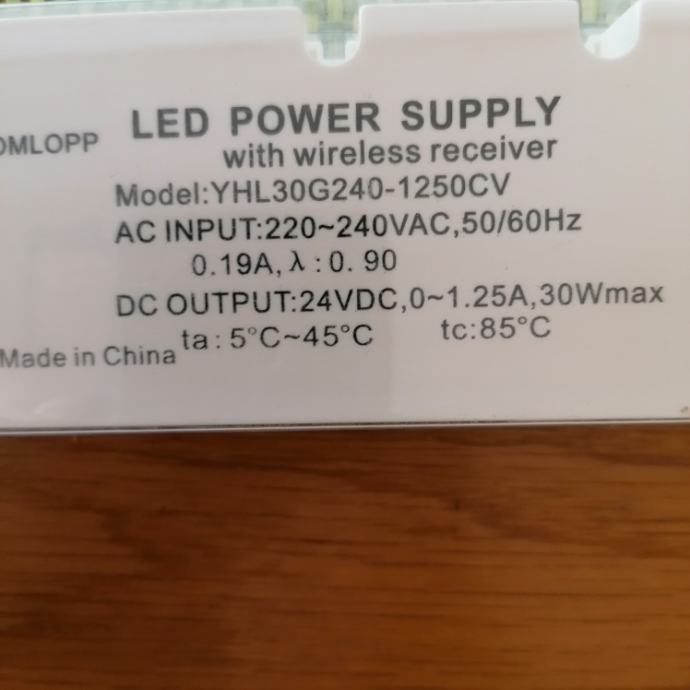 OMLOPP
LED POWER SUPPLY
with wireless receiver
Model:YHL30G240-1250CV
AC INPUT:220~240VAC,50/60Hz
0.19A, λ : 0. 90
DC OUTPUT:24VDC,0~1.25A,30Wmax
ta : 5°C~45°C tc:85°C
Made in China